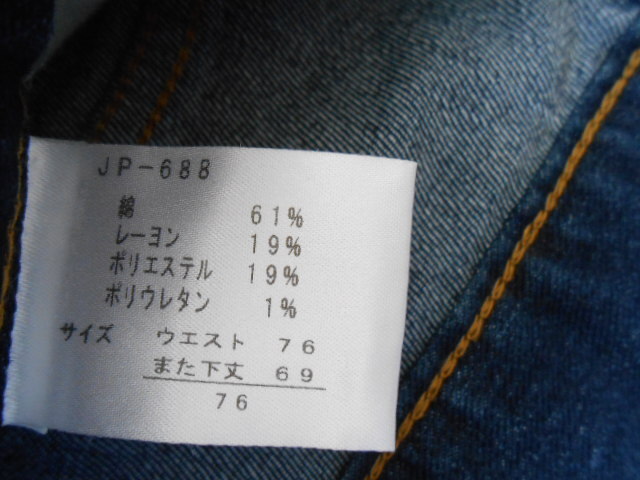 JP-688
綿 61%
レーヨン 19%
ポリエステル 19%
ポリウレタン 1%
サイズ ウエスト 76
また下丈 69
76